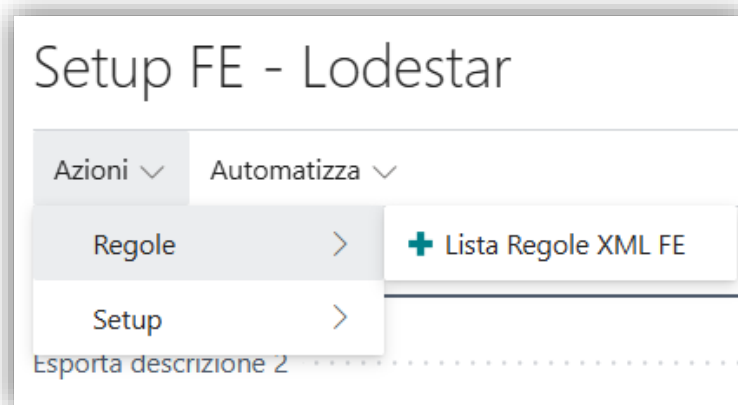 Setup FE - Lodestar
Azioni Automatizza
Regole Lista Regole XML FE
Setup
Esporta descrizione 2